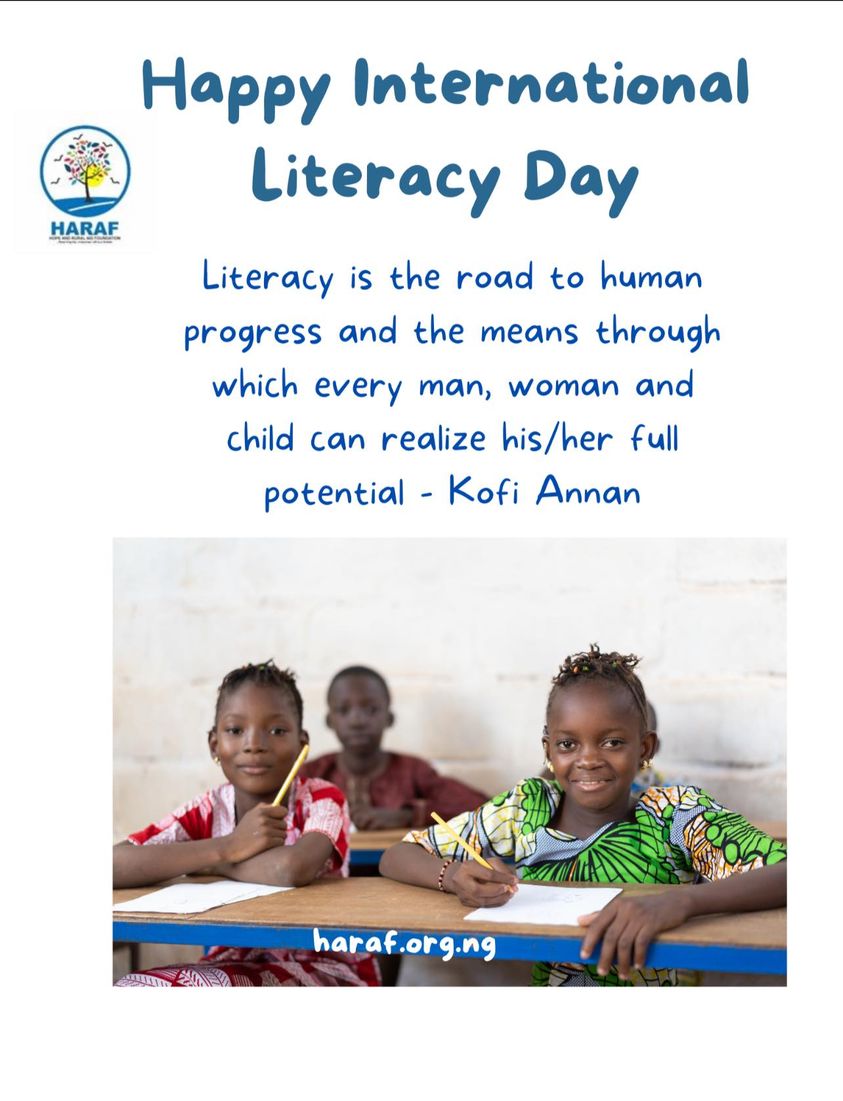 Happy International
Literacy Day
HARAF
Literacy is the road to human
progress and the means through
which every man, woman and
child can realize his/her full
potential - Kofi Annan
haraf.org.ng